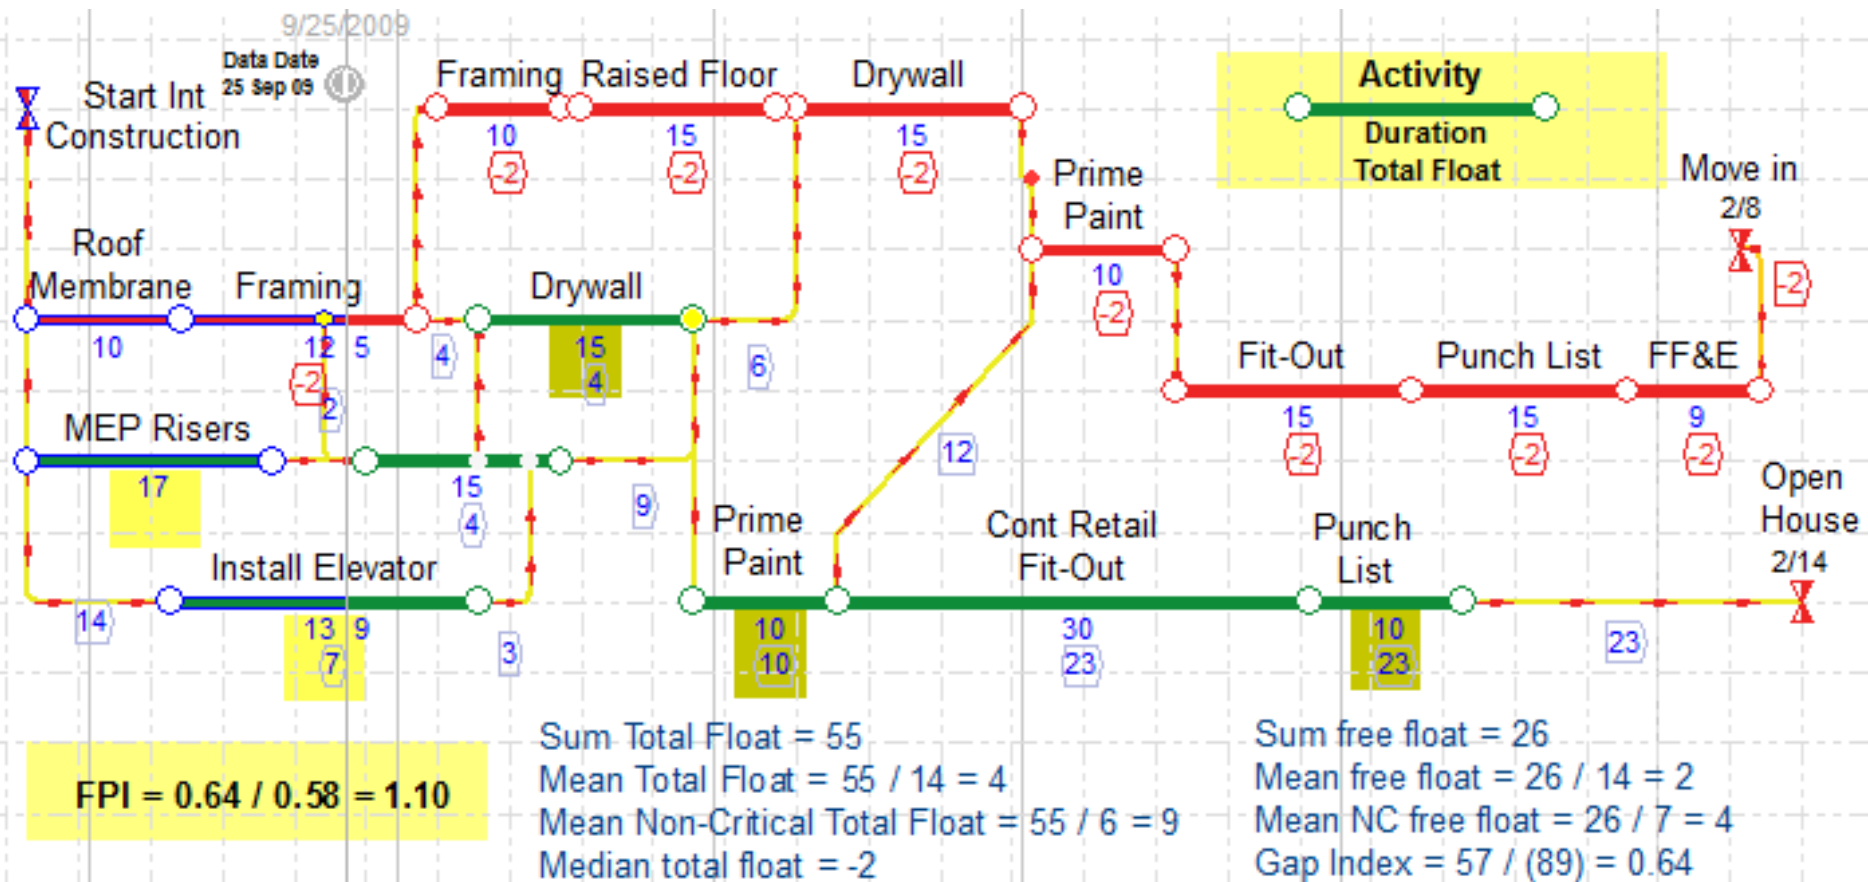 9/25/2009
Data Date
25 Sep 09
Start Int
Construction
Framing
Raised Floor
Drywall
10
15
15
-2
-2
-2
Activity
Duration
Total Float
Move in
2/8
-2
Prime
Paint
10
-2
Roof
Membrane
Framing
Drywall
10
12
5
4
15
4
6
-2
2
Fit-Out
Punch List
FF&E
15
15
9
-2
-2
-2
MEP Risers
17
15
4
9
12
Open
House
2/14
Install Elevator
14
13
9
7
3
Prime
Paint
10
10
Cont Retail
Fit-Out
30
23
Punch
List
10
23
23
FPI = 0.64 / 0.58 = 1.10
Sum Total Float = 55
Mean Total Float = 55 / 14 = 4
Mean Non-Critical Total Float = 55 / 6 = 9
Median total float = -2
Sum free float = 26
Mean free float = 26 / 14 = 2
Mean NC free float = 26 / 7 = 4
Gap Index = 57 / (89) = 0.64